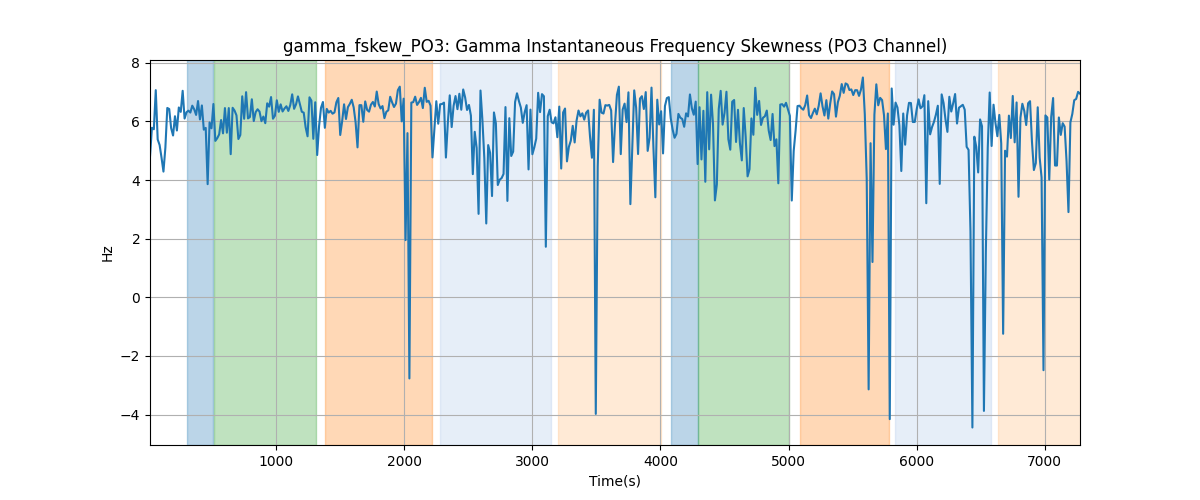 gamma_fskew_PO3: Gamma Instantaneous Frequency Skewness (PO3 Channel)
8
6
4
2
0
−2
−4
Hz
1000 2000 3000 4000 5000 6000 7000
Time(s)